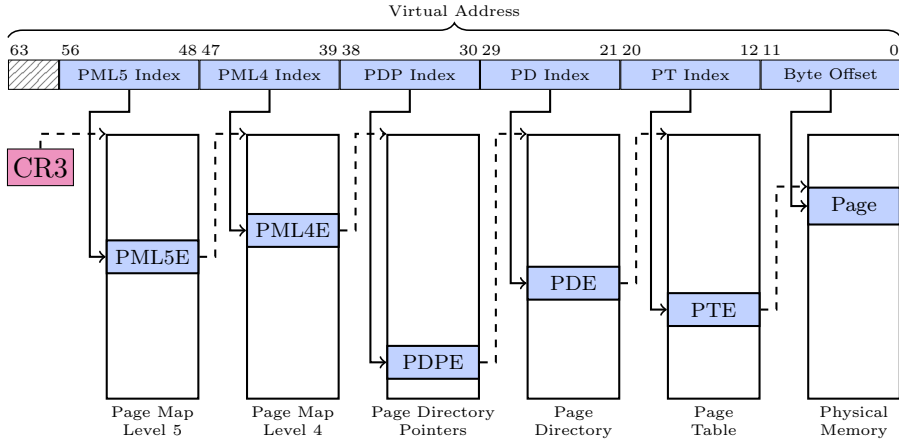 Virtual Address
63 56 48 47 39 38 30 29 21 20 12 11 0
PML5 Index PML4 Index PDP Index PD Index PT Index Byte Offset
CR3
Page
PML4E
PML5E
PDE
PTE
PDPE
Page Map
Level 5
Page Map
Level 4
Page Directory
Pointers
Page
Directory
Page
Table
Physical
Memory